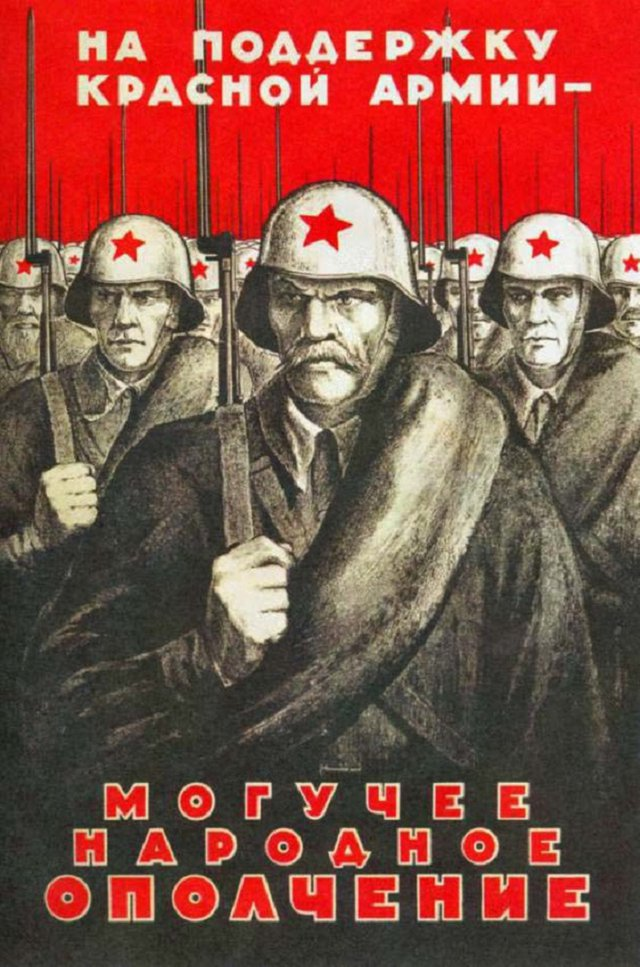 НА ПОДДЕРЖКУ
КРАСНОЙ АРМИИ–
МОГУЧЕЕ
НАРОДНОЕ
ОПОЛЧЕНИЕ